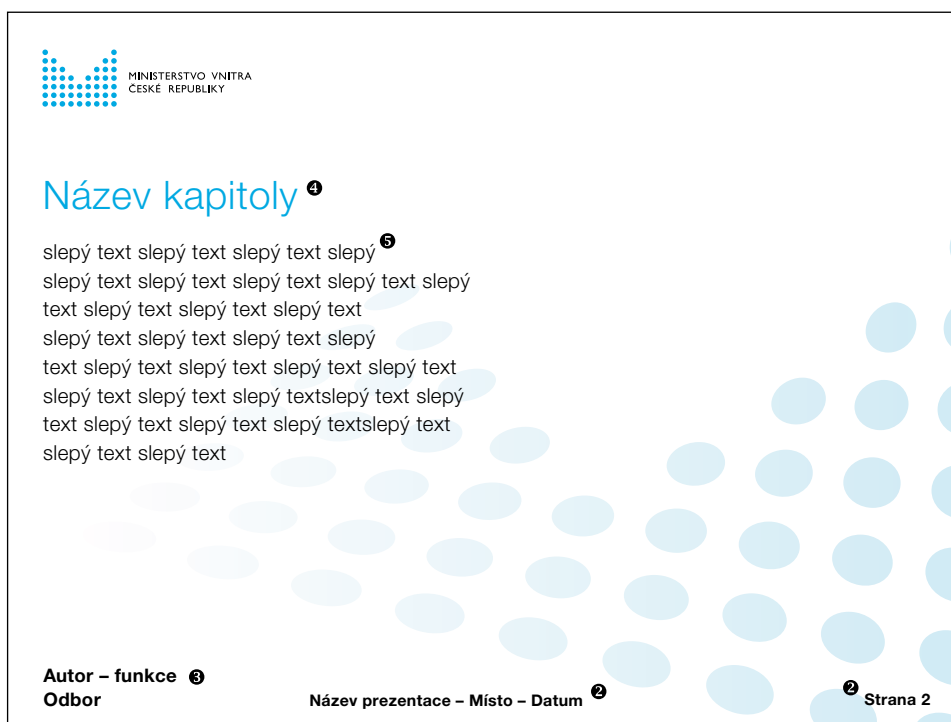 MINISTERSTVO VNITRA
ČESKÉ REPUBLIKY
Název kapitoly ❹
slepý text slepý text slepý text slepý ❺
slepý text slepý text slepý text slepý text slepý
text slepý text slepý text slepý text
slepý text slepý text slepý text slepý
text slepý text slepý text slepý text slepý text
slepý text slepý text slepý textslepý text slepý
text slepý text slepý text slepý textslepý text
slepý text slepý text
Autor – funkce ❸
Odbor
Název prezentace – Místo – Datum ❷
❷ Strana 2